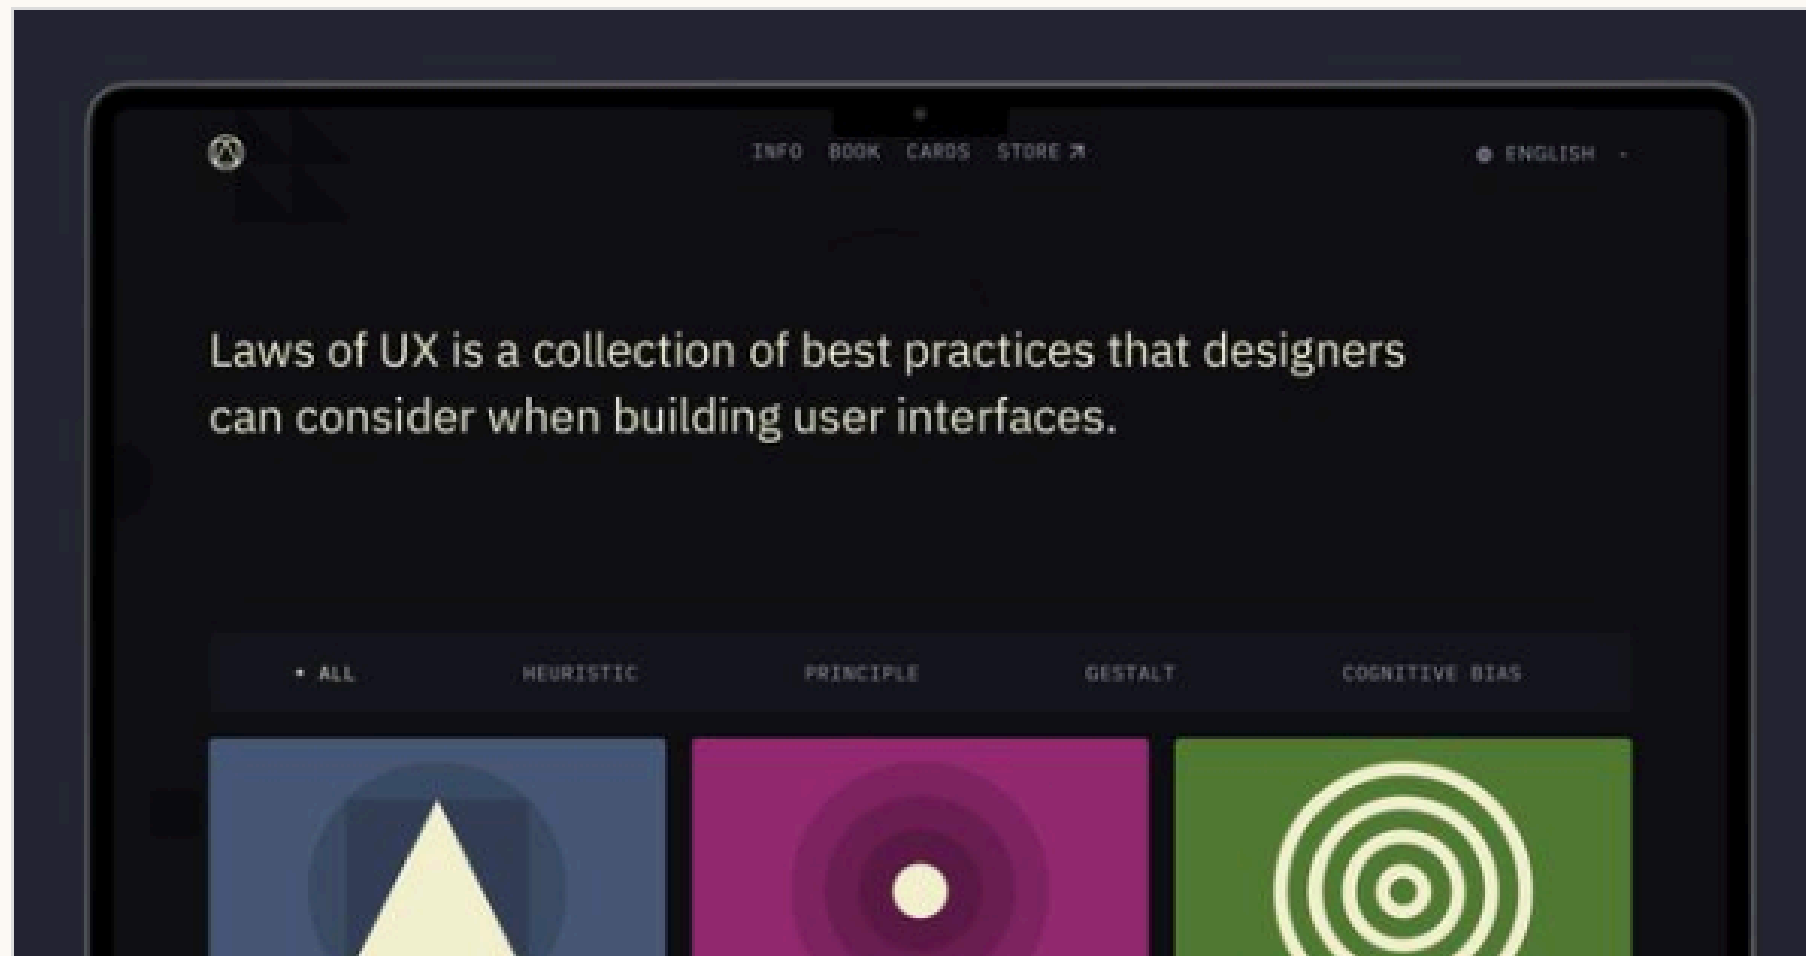 INFO BOOK CARDS STORE ↗
ENGLISH
Laws of UX is a collection of best practices that designers
can consider when building user interfaces.
• ALL HEURISTIC PRINCIPLE GESTALT COGNITIVE BIAS